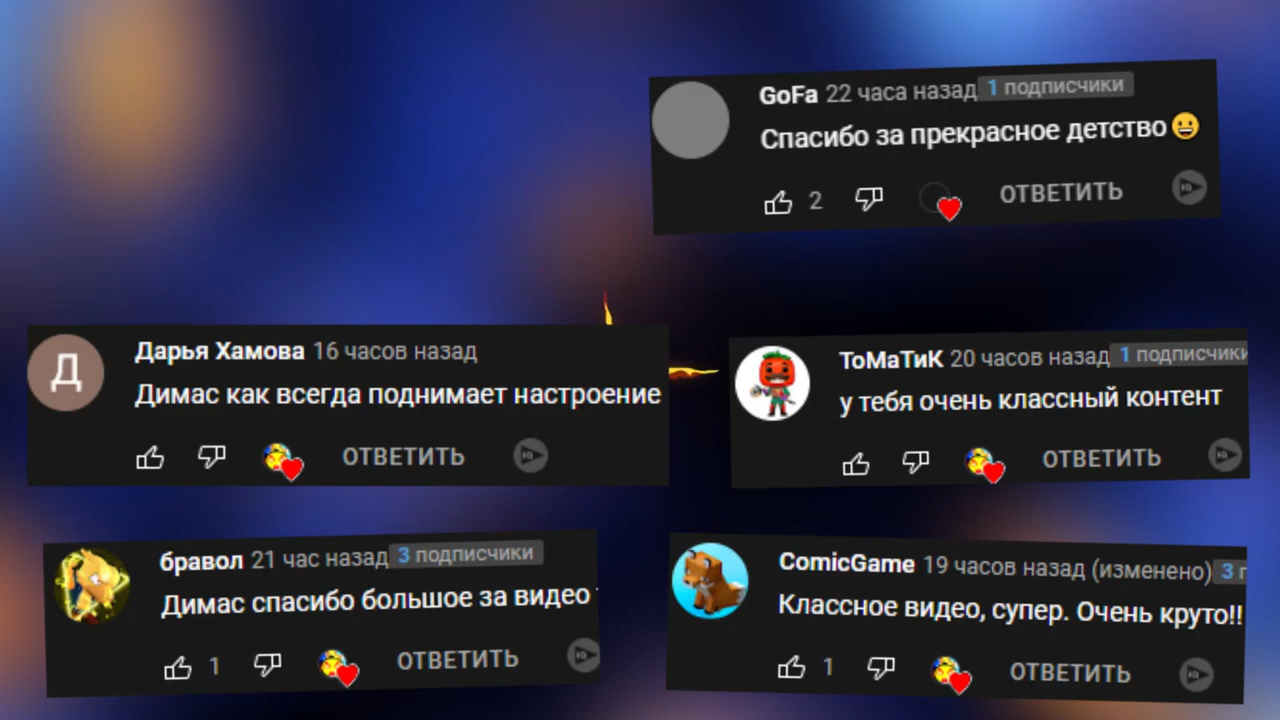 GoFa 22 часа назад 1 подписчики
Спасибо за прекрасное детство
2 ОТВЕТИТЬ
Д
Дарья Хамова 16 часов назад
Димас как всегда поднимает настроение
ОТВЕТИТЬ
ТоМаТиК 20 часов назад 1 подписчики
у тебя очень классный контент
ОТВЕТИТЬ
бравол 21 час назад 3 подписчики
Димас спасибо большое за видео
1 ОТВЕТИТЬ
ComicGame 19 часов назад (изменено) 3
Классное видео, супер. Очень круто!!
1 ОТВЕТИТЬ